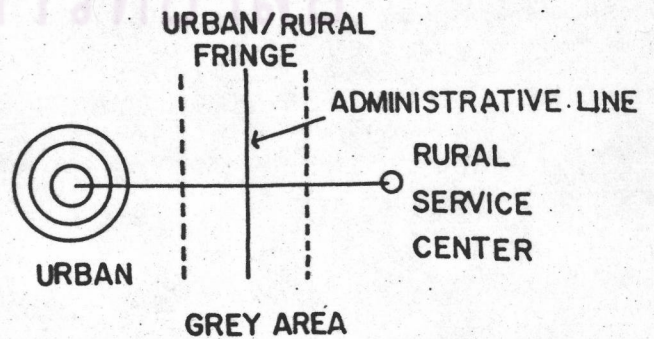 URBAN/RURAL
FRINGE
ADMINISTRATIVE LINE
RURAL
SERVICE
CENTER
URBAN
GREY AREA